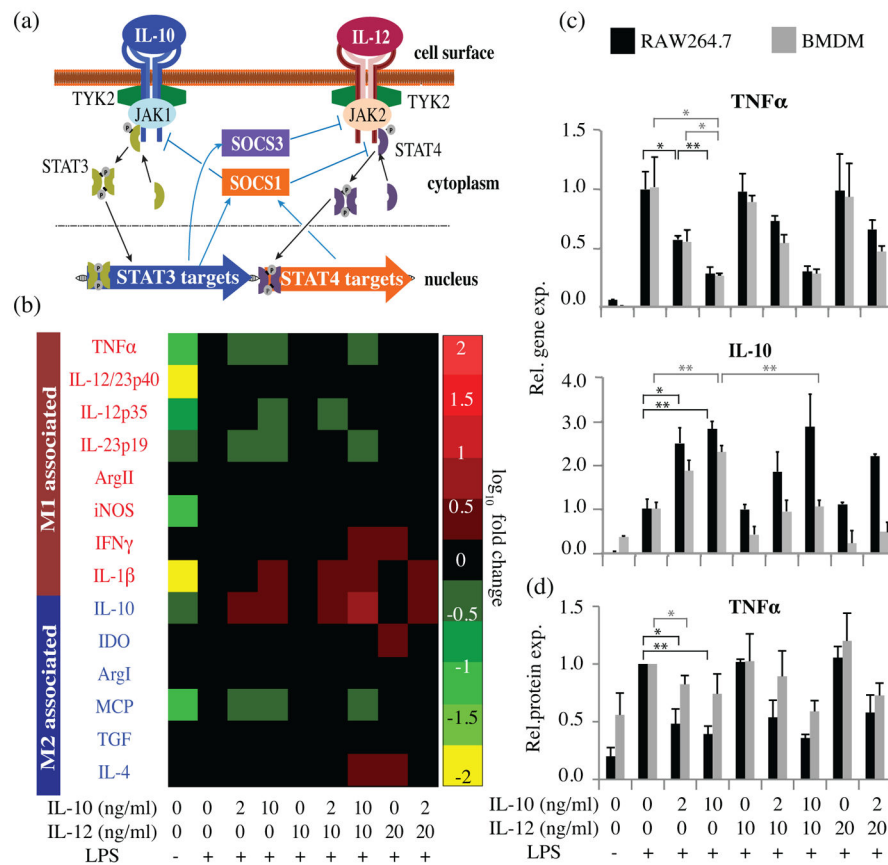 (a)
IL-10
IL-12
cell surface
TYK2
TYK2
JAK1
JAK2
P
P
SOCS3
STAT3
STAT4
SOCS1
P
P
P
P
cytoplasm
P
P
P
P
STAT3 targets
STAT4 targets
nucleus
(b)
M1 associated
M2 associated
TNFα
IL-12/23p40
IL-12p35
IL-23p19
ArgII
iNOS
IFNγ
IL-1β
IL-10
IDO
ArgI
MCP
TGF
IL-4
2
1.5
1
0.5
0
-0.5
-1
-1.5
-2
log10 fold change
IL-10 (ng/ml) 0 0 2 10 0 2 10 0 2
IL-12 (ng/ml) 0 0 0 0 10 10 10 20 20
LPS - + + + + + + + +
(c)
RAW264.7
BMDM
TNFα
1.5
1.0
0.5
0.0
*
*
*
**
Rel. gene exp.
IL-10
4.0
3.0
2.0
1.0
0.0
**
**
*
**
(d)
TNFα
Rel.protein exp.
1.5
1.0
0.5
0.0
*
*
**
IL-10 (ng/ml) 0 0 2 10 0 2 10 0 2
IL-12 (ng/ml) 0 0 0 0 10 10 10 20 20
LPS - + + + + + + + +